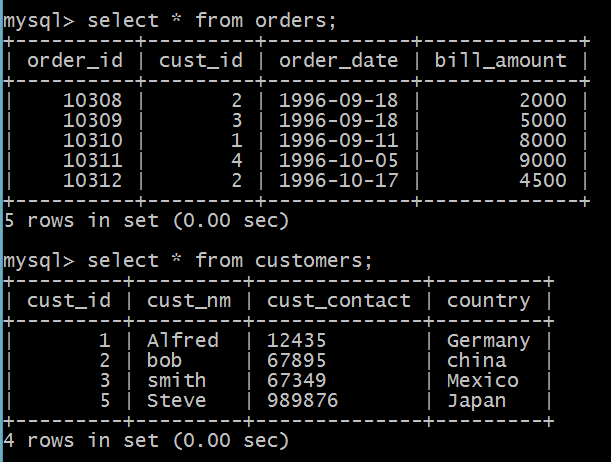 mysql> select * from orders;
+----------+---------+------------+-------------+
| order_id | cust_id | order_date | bill_amount |
+----------+---------+------------+-------------+
|    10308 |       2 | 1996-09-18 |        2000 |
|    10309 |       3 | 1996-09-18 |        5000 |
|    10310 |       1 | 1996-09-11 |        8000 |
|    10311 |       4 | 1996-10-05 |        9000 |
|    10312 |       2 | 1996-10-17 |        4500 |
+----------+---------+------------+-------------+
5 rows in set (0.00 sec)
mysql> select * from customers;
+---------+---------+--------------+---------+
| cust_id | cust_nm | cust_contact | country |
+---------+---------+--------------+---------+
|       1 | Alfred  | 12435        | Germany |
|       2 | bob     | 67895        | china   |
|       3 | smith   | 67349        | Mexico  |
|       5 | Steve   | 989876       | Japan   |
+---------+---------+--------------+---------+
4 rows in set (0.00 sec)